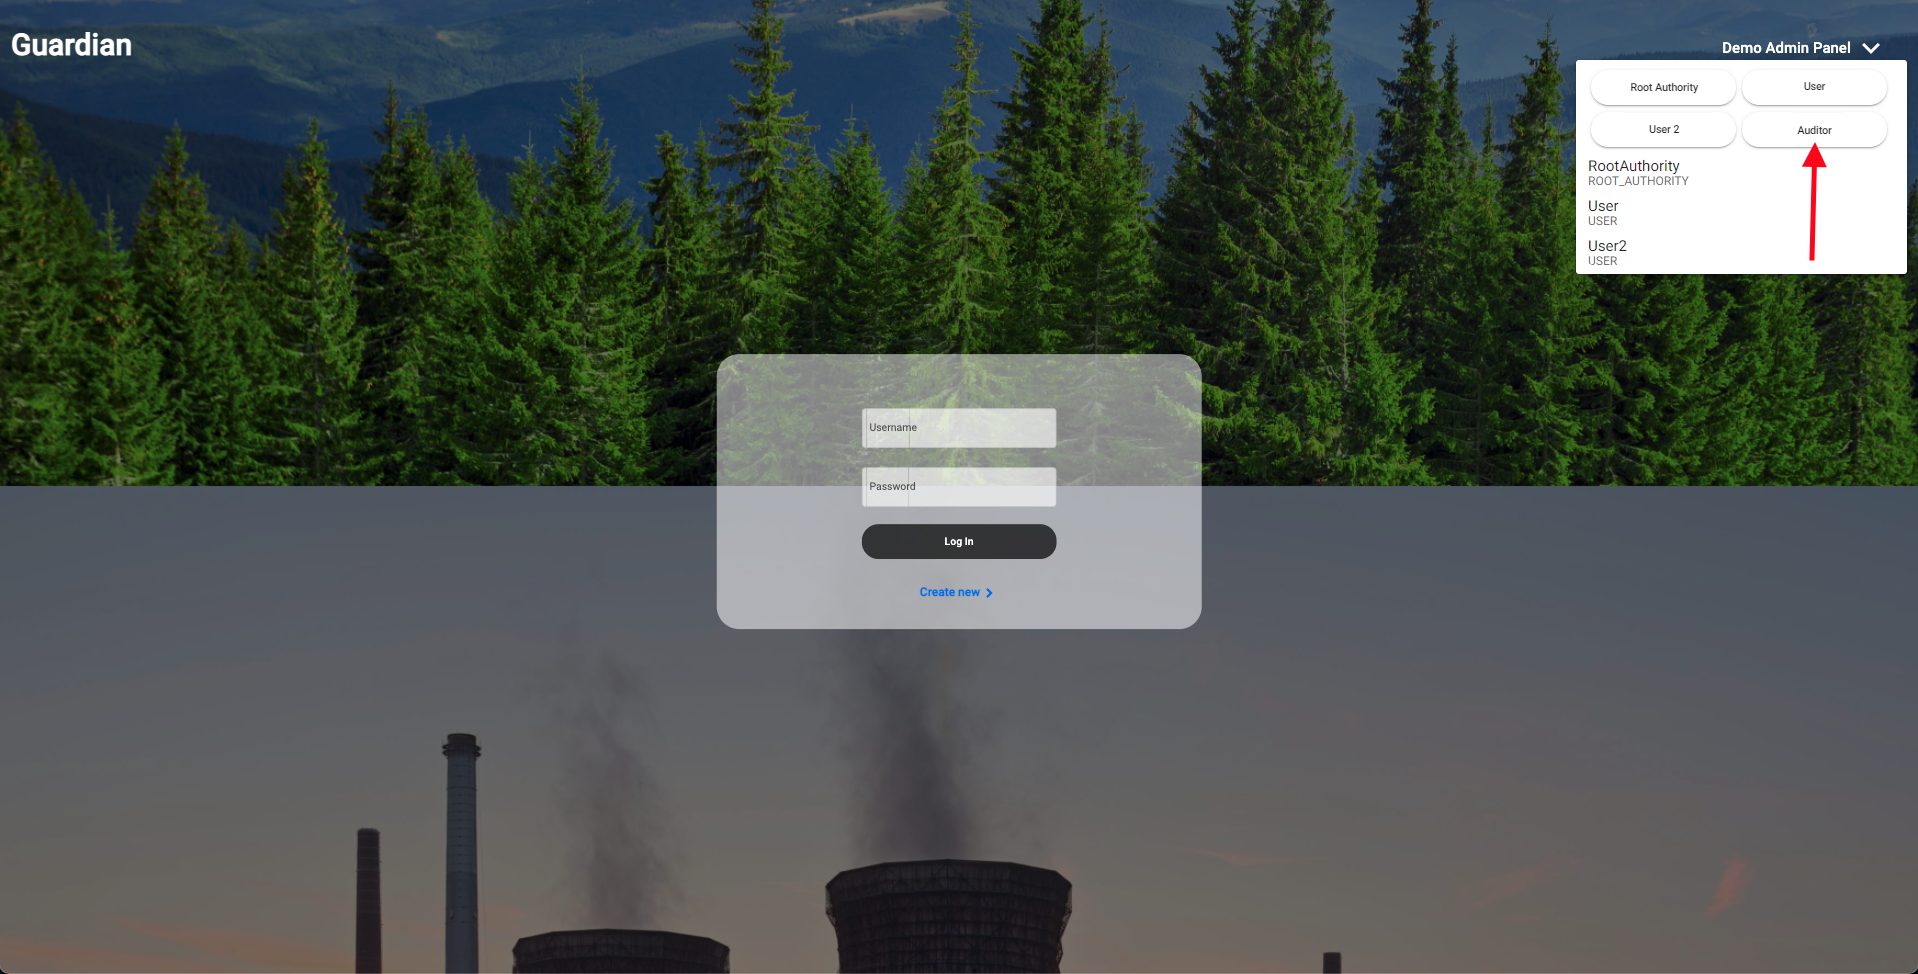 Guardian
Demo Admin Panel
Root Authority
User
User 2
Auditor
RootAuthority
ROOT_AUTHORITY
User
USER
User2
USER
Username
Password
Log In
Create new